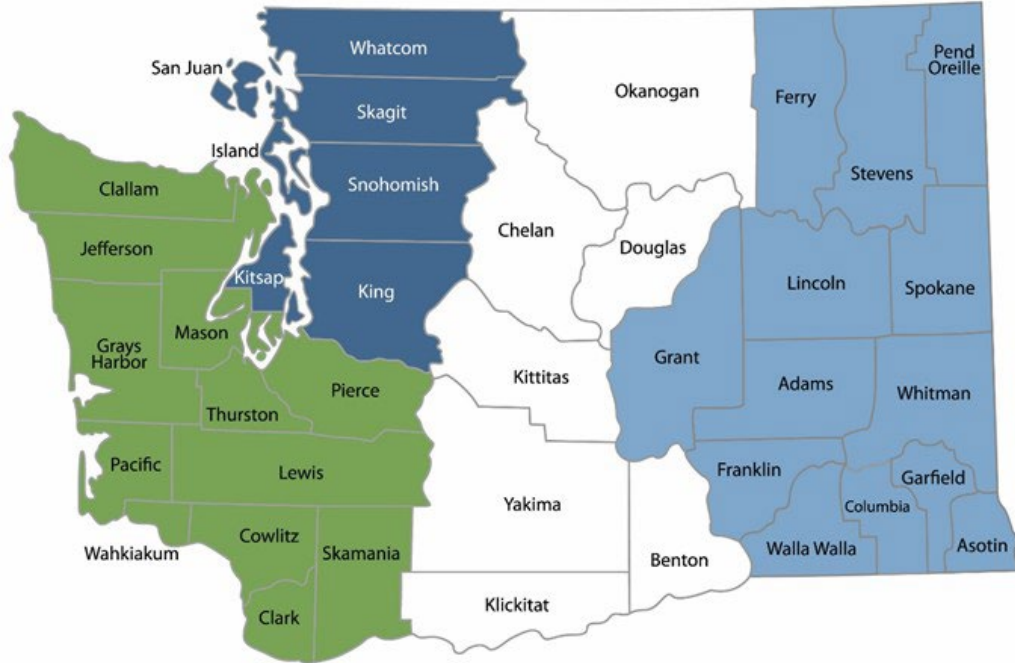 Whatcom
San Juan
Pend
Oreille
Okanogan
Ferry
Skagit
Island
Stevens
Snohomish
Clallam
Chelan
Douglas
Jefferson
Kitsap
King
Lincoln
Spokane
Mason
Grays
Harbor
Grant
Kittitas
Pierce
Adams
Whitman
Thurston
Pacific
Lewis
Franklin
Garfield
Yakima
Columbia
Cowlitz
Wahkiakum
Skamania
Benton
Walla Walla
Asotin
Klickitat
Clark